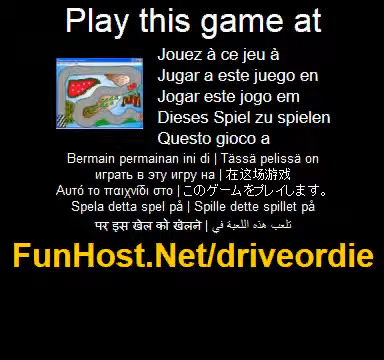 Play this game at
Jouez à ce jeu à
Jugar a este juego en
Jogar este jogo em
Dieses Spiel zu spielen
Questo gioco a
Bermain permainan ini di | Tässä pelissä on
играть в эту игру на | 在这场游戏
Αυτό το παιχνίδι στο | このゲームをプレイします。
Spela detta spel på | Spille dette spillet på
पर इस खेल को खेलने | تلعب هذه اللعبة في
FunHost.Net/driveordie